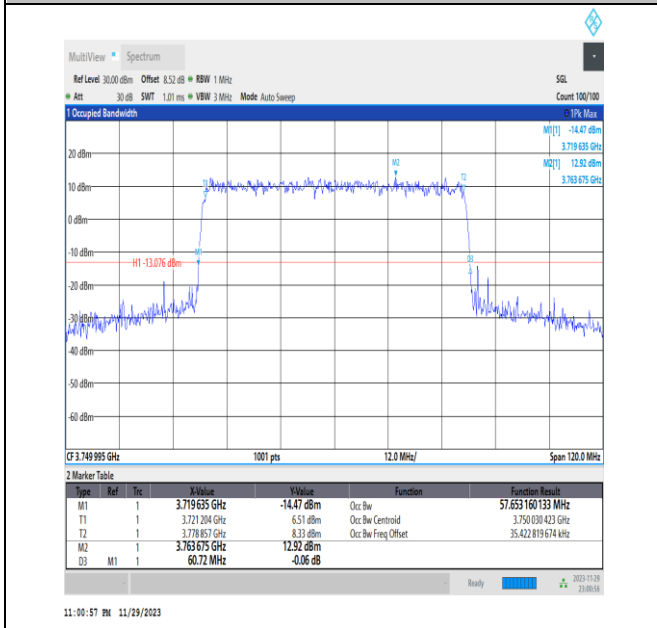 MultiView Spectrum
Ref Level 30.00 dBm Offset 8.52 dB RBW 1 MHz SGL
Att 30 dB SWT 1.01 ms VBW 3 MHz Mode Auto Sweep Count 100/100
1 Occupied Bandwidth 1Pk Max
M1[1] -14.47 dBm
3.719 635 GHz
M2[1] 12.92 dBm
3.763 675 GHz
20 dBm
M2
T1 T2
10 dBm
0 dBm
-10 dBm
M1
H1 -13.076 dBm D3
-20 dBm
-30 dBm
-40 dBm
-50 dBm
-60 dBm
CF 3.749 995 GHz 1001 pts 12.0 MHz/ Span 120.0 MHz
2 Marker Table
Type Ref Trc X-Value Y-Value Function Function Result
M1 1 3.719 635 GHz -14.47 dBm Occ Bw 57.653 160 133 MHz
T1 1 3.721 204 GHz 6.51 dBm Occ Bw Centroid 3.750 030 423 GHz
T2 1 3.778 857 GHz 8.33 dBm Occ Bw Freq Offset 35.422 819 674 kHz
M2 1 3.763 675 GHz 12.92 dBm
D3 M1 1 60.72 MHz -0.06 dB
Ready 2023-11-29
23:00:56
11:00:57 PM 11/29/2023